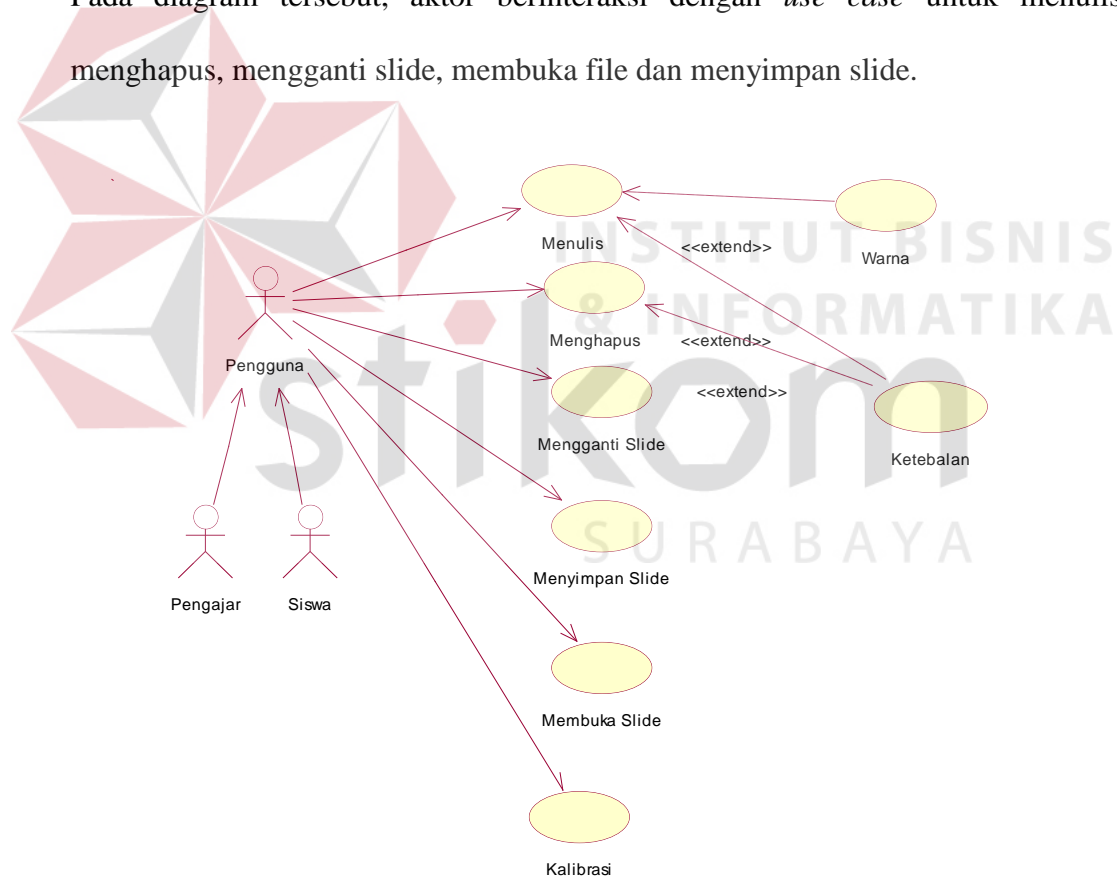 Pada diagram tersebut, aktor berinteraksi dengan use case untuk menulis
menghapus, mengganti slide, membuka file dan menyimpan slide.
Menulis
<<extend>>
Warna
INSTITUT BISNIS
& INFORMATIKA
Menghapus
<<extend>>
Pengguna
stikom
<<extend>>
Mengganti Slide
Ketebalan
SURABAYA
Menyimpan Slide
Pengajar
Siswa
Membuka Slide
Kalibrasi